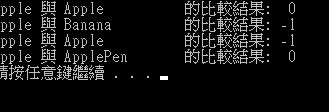 pple 與 Apple 的比較結果: 0
pple 與 Banana 的比較結果: -1
pple 與 Apple 的比較結果: -1
pple 與 ApplePen 的比較結果: 0
請按任意鍵繼續 . . .